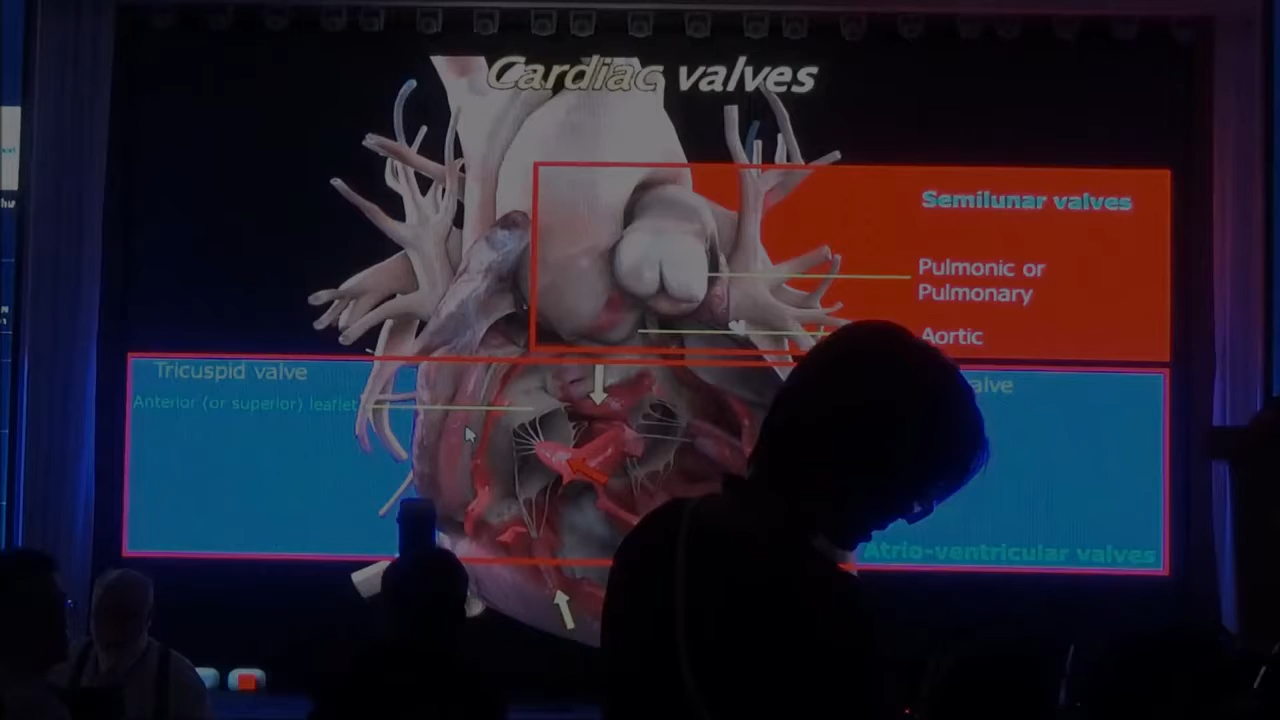 Cardiac valves
Semilunar valves
Pulmonic or
Pulmonary
Aortic
Tricuspid valve
Anterior (or superior) leaflet
alve
Atrio-ventricular valves